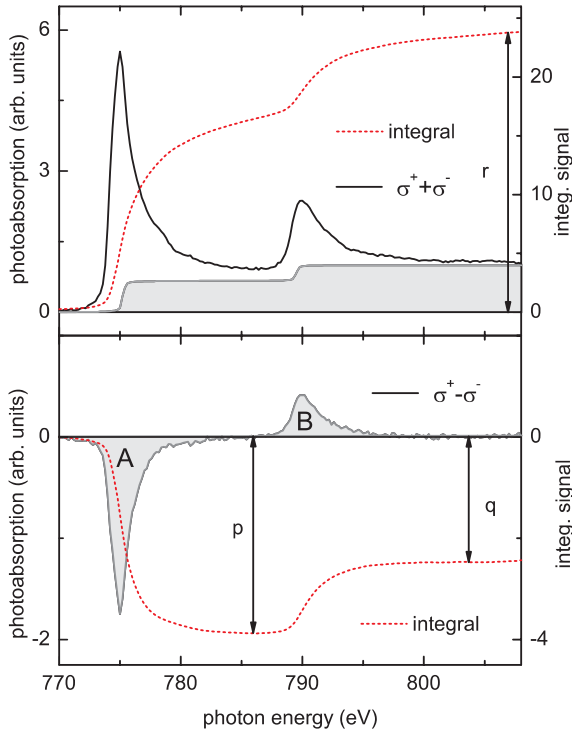 photoabsorption (arb. units)
6
3
0
20
10
0
integ. signal
integral
σ⁺+σ⁻
r
photoabsorption (arb. units)
0
-2
0
-4
integ. signal
σ⁺-σ⁻
A
B
p
q
integral
770 780 790 800
photon energy (eV)